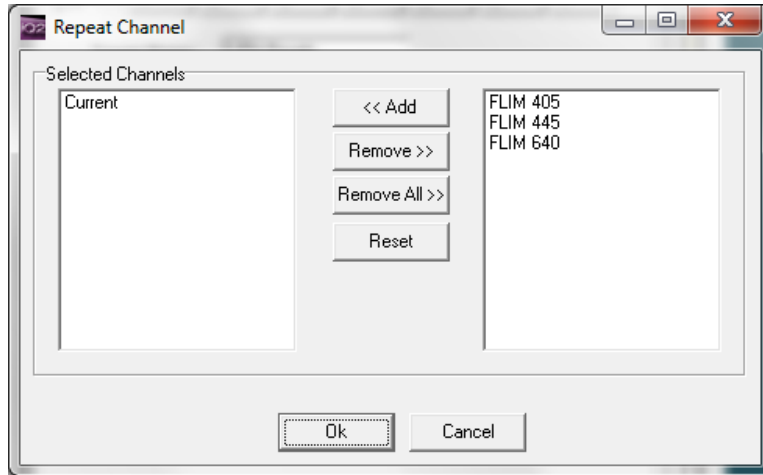 Repeat Channel
Selected Channels
Current
<< Add
Remove >>
Remove All >>
Reset
FLIM 405
FLIM 445
FLIM 640
Ok
Cancel